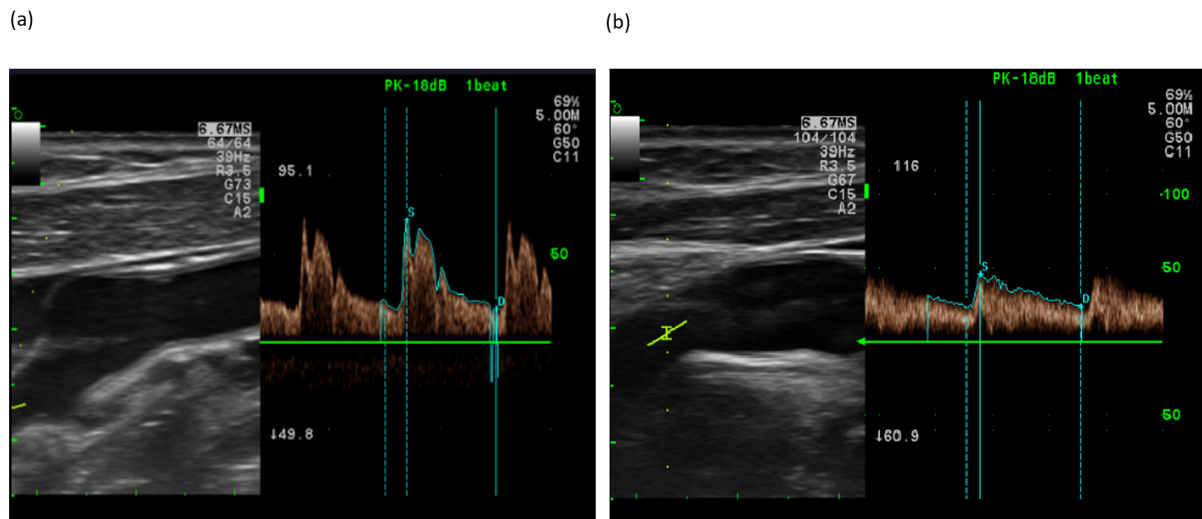 (a)
(b)
PK-18dB 1beat
69%
5.00M
60°
G50
C11
6.67MS
64/64
39Hz
R3.5
G73
C15
A2
95.1
S
50
D
↓49.8
PK-18dB 1beat
69%
5.00M
60°
G50
C11
6.67MS
104/104
39Hz
R3.5
G67
C15
A2
116
-100
S
50
D
50
↓60.9